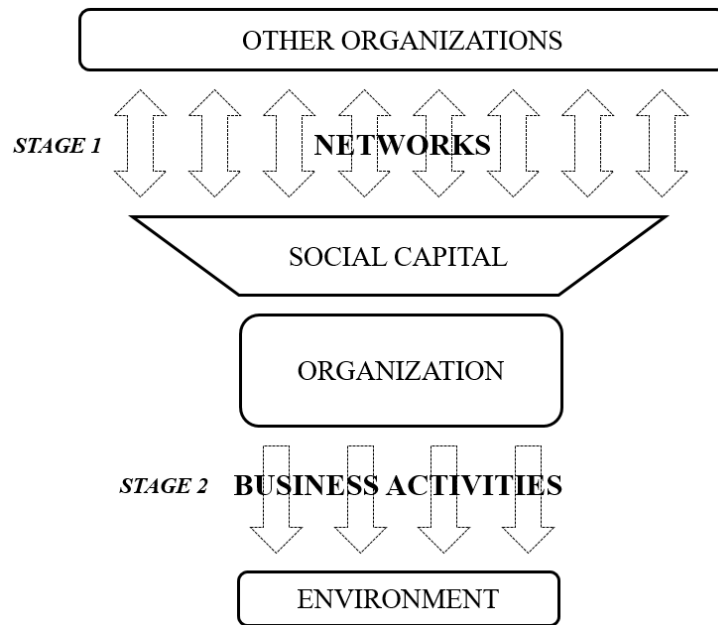 OTHER ORGANIZATIONS
STAGE 1
NETWORKS
SOCIAL CAPITAL
ORGANIZATION
STAGE 2
BUSINESS ACTIVITIES
ENVIRONMENT